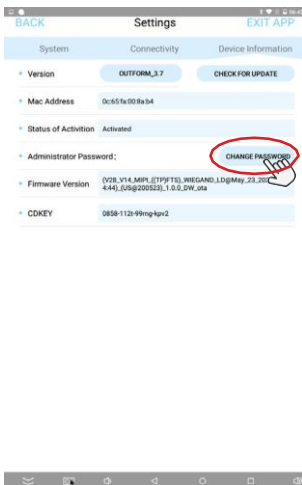 BACK Settings EXIT APP
System Connectivity Device Information
Version OUTFORM_3.7 CHECK FOR UPDATE
Mac Address 0c:65:fa:00:8a:b4
Status of Activition Activated
Administrator Password: CHANGE PASSWORD
Firmware Version (V28_V14_MIPI_((TP)FTS)_WIEGAND_LD@May_23_202
4:44)_(US@200523)_1.0.0_DW_ota
CDKEY 0858-112t-99mg-kpv2